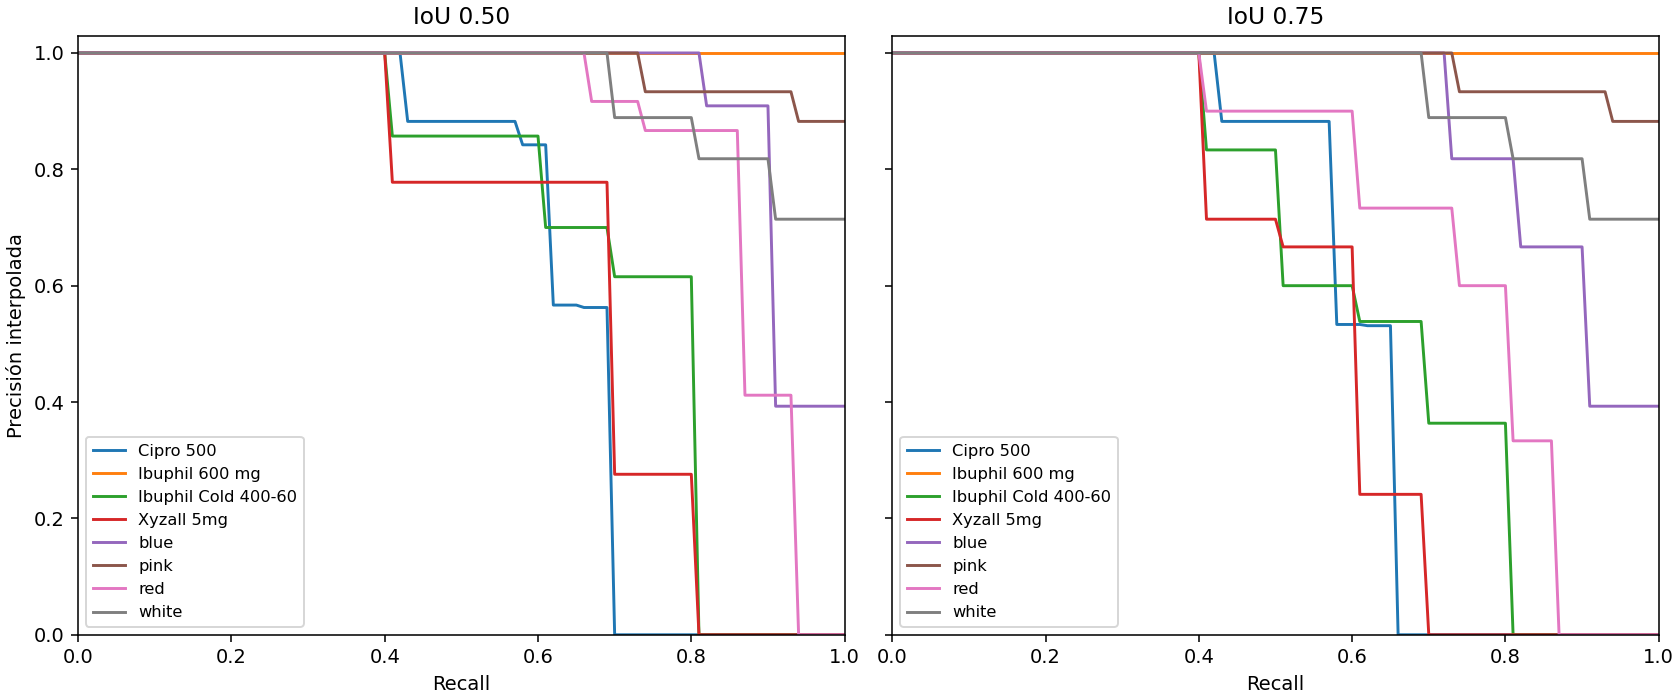 IoU 0.50
IoU 0.75
Precisión interpolada
1.0
0.8
0.6
0.4
0.2
0.0
Cipro 500
Ibuphil 600 mg
Ibuphil Cold 400-60
Xyzall 5mg
blue
pink
red
white
0.0 0.2 0.4 0.6 0.8 1.0
Recall
Cipro 500
Ibuphil 600 mg
Ibuphil Cold 400-60
Xyzall 5mg
blue
pink
red
white
0.0 0.2 0.4 0.6 0.8 1.0
Recall